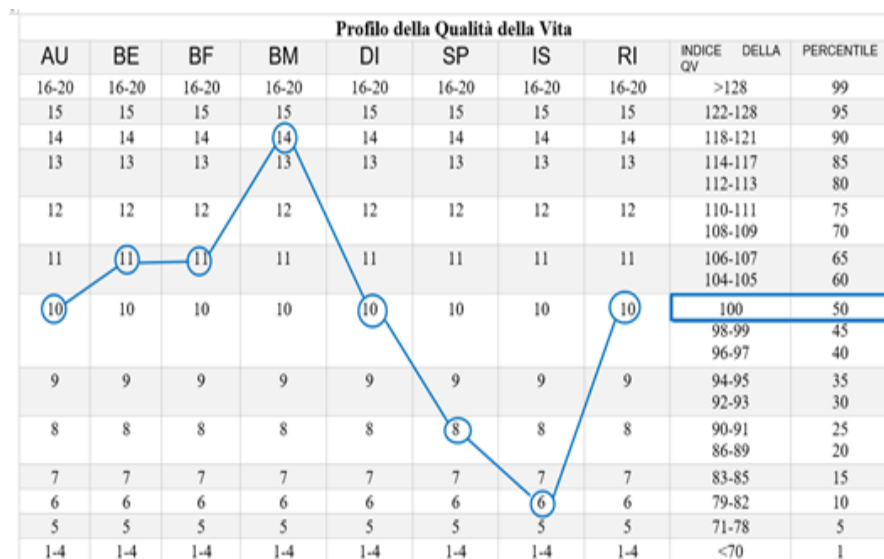 Profilo della Qualità della Vita
AU BE BF BM DI SP IS RI INDICE DELLA QV PERCENTILE
16-20 16-20 16-20 16-20 16-20 16-20 16-20 16-20 >128 99
15 15 15 15 15 15 15 15 122-128 95
14 14 14 14 14 14 14 14 118-121 90
13 13 13 13 13 13 13 13 114-117 85
112-113 80
12 12 12 12 12 12 12 12 110-111 75
108-109 70
11 11 11 11 11 11 11 11 106-107 65
104-105 60
10 10 10 10 10 10 10 10 100 50
98-99 45
96-97 40
9 9 9 9 9 9 9 9 94-95 35
92-93 30
8 8 8 8 8 8 8 8 90-91 25
86-89 20
7 7 7 7 7 7 7 7 83-85 15
6 6 6 6 6 6 6 6 79-82 10
5 5 5 5 5 5 5 5 71-78 5
1-4 1-4 1-4 1-4 1-4 1-4 1-4 1-4 <70 1